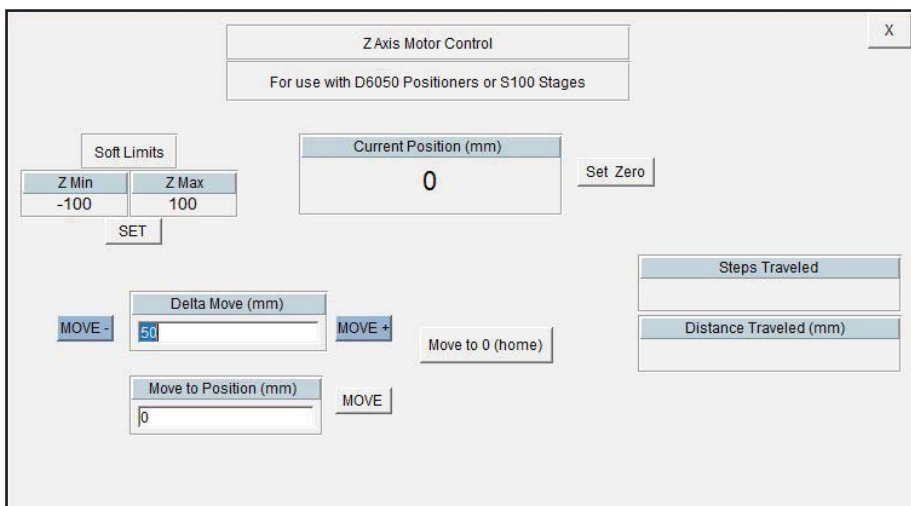 X
Z Axis Motor Control
For use with D6050 Positioners or S100 Stages
Soft Limits
Z Min
Z Max
-100
100
SET
Current Position (mm)
0
Set Zero
Steps Traveled
Distance Traveled (mm)
MOVE -
Delta Move (mm)
50
MOVE +
Move to 0 (home)
Move to Position (mm)
0
MOVE